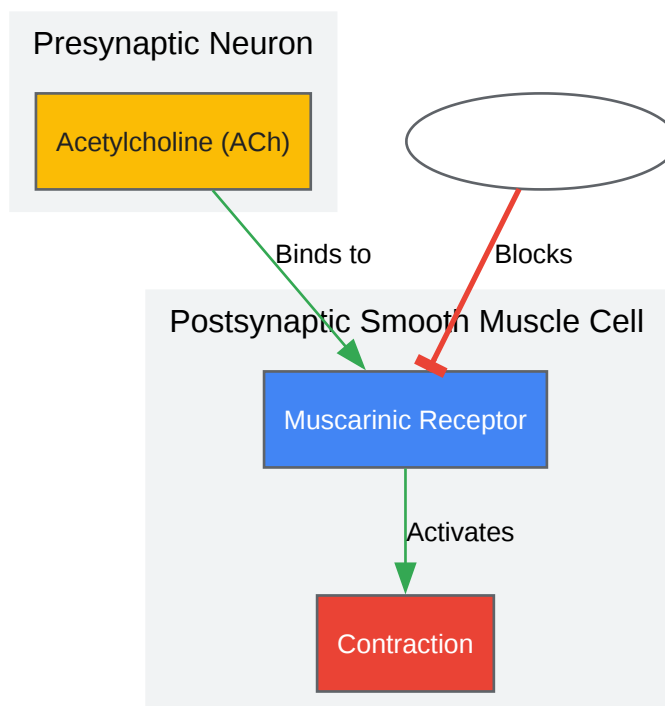 Presynaptic Neuron
Acetylcholine (ACh)
Binds to
Blocks
Postsynaptic Smooth Muscle Cell
Muscarinic Receptor
Activates
Contraction